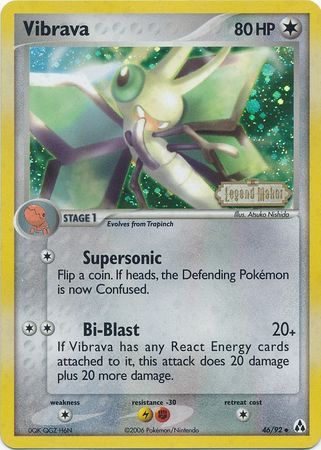 Vibrava
80 HP
Legend Maker
Illus. Atsuko Nishida
STAGE 1
Evolves from Trapinch
Supersonic
Flip a coin. If heads, the Defending Pokémon
is now Confused.
Bi-Blast 20+
If Vibrava has any React Energy cards
attached to it, this attack does 20 damage
plus 20 more damage.
weakness resistance -30 retreat cost
©2006 Pokémon/Nintendo
46/92